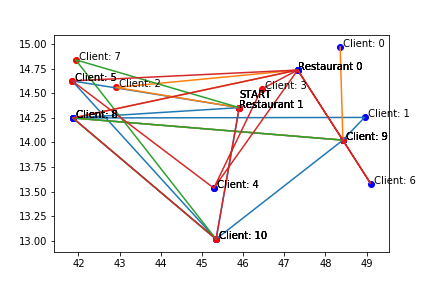 15.00
14.75
14.50
14.25
14.00
13.75
13.50
13.25
13.00
Client: 0
Client: 7
Restaurant 0
Client: 5
Client: 2
Client: 3
START
Restaurant 1
Client: 8
Client: 1
Client: 9
Client: 4
Client: 6
Client: 10
42
43
44
45
46
47
48
49